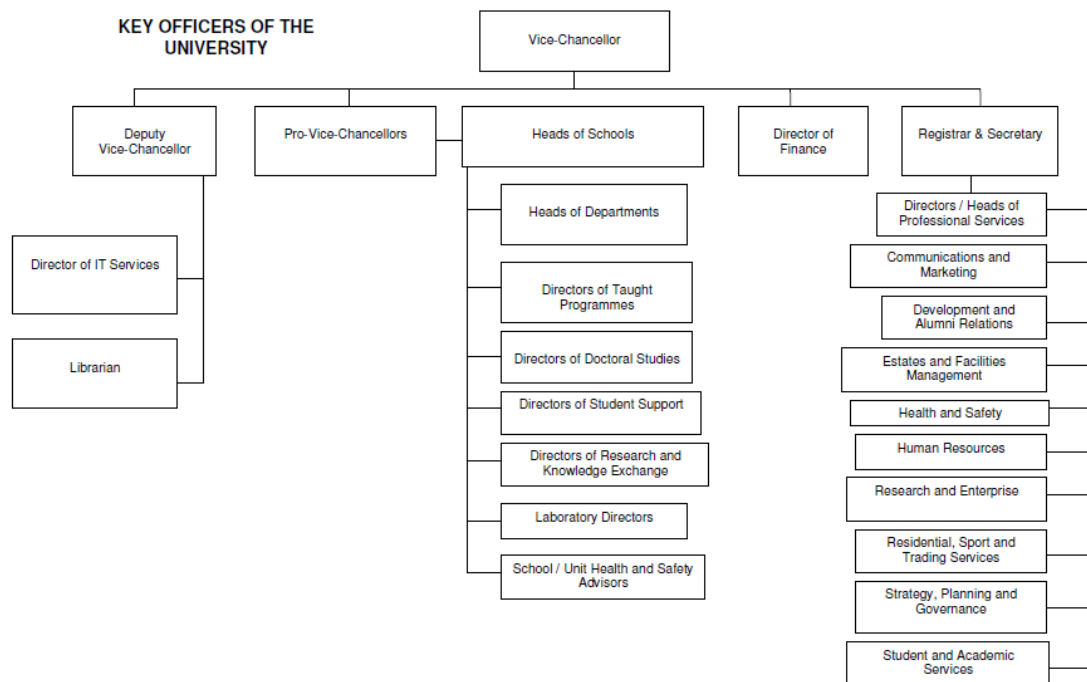 KEY OFFICERS OF THE
UNIVERSITY
Vice-Chancellor
Deputy
Vice-Chancellor
Pro-Vice-Chancellors
Heads of Schools
Director of
Finance
Registrar & Secretary
Director of IT Services
Librarian
Heads of Departments
Directors of Taught
Programmes
Directors of Doctoral Studies
Directors of Student Support
Directors of Research and
Knowledge Exchange
Laboratory Directors
School / Unit Health and Safety
Advisors
Directors / Heads of
Professional Services
Communications and
Marketing
Development and
Alumni Relations
Estates and Facilities
Management
Health and Safety
Human Resources
Research and Enterprise
Residential, Sport and
Trading Services
Strategy, Planning and
Governance
Student and Academic
Services